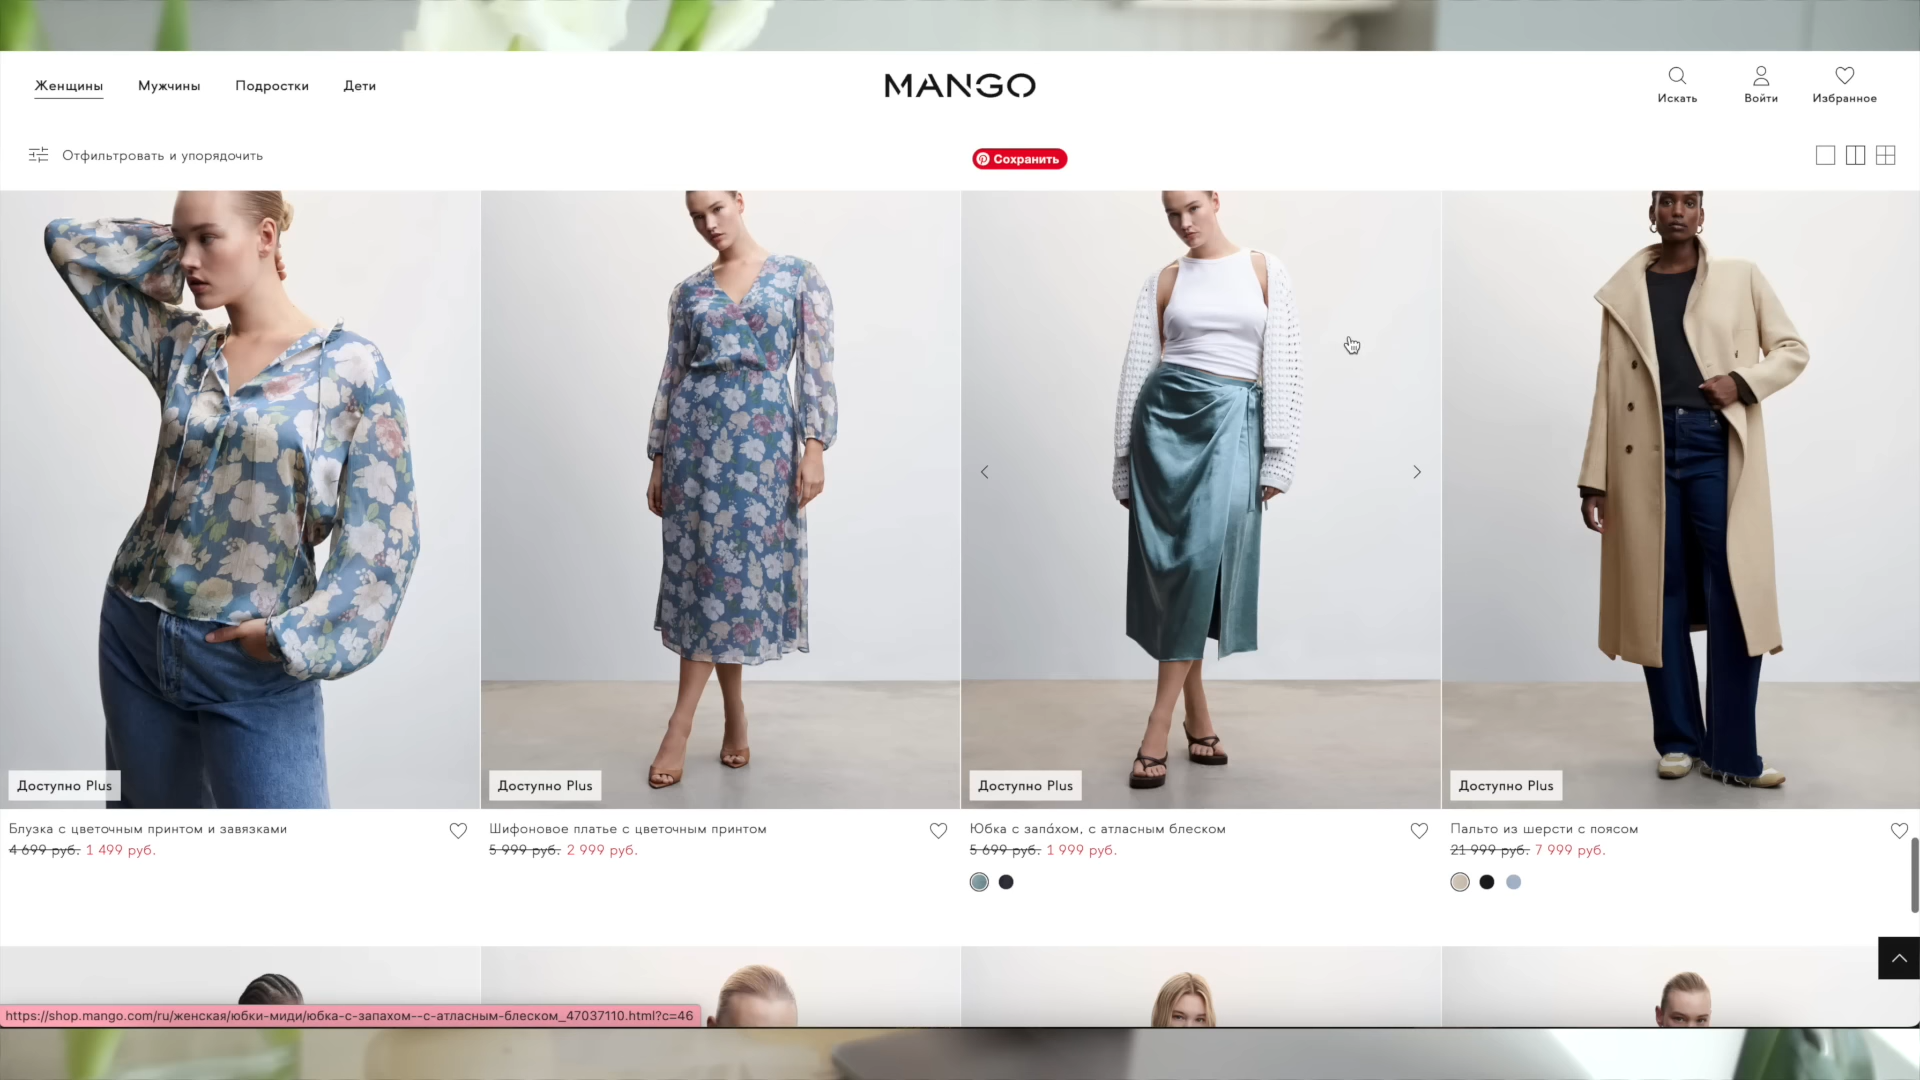 Женщины
Мужчины
Подростки
Дети
MANGO
Искать
Войти
Избранное
Отфильтровать и упорядочить
Сохранить
Доступно Plus
Доступно Plus
Доступно Plus
Доступно Plus
Блузка с цветочным принтом и завязками
4 699 руб. 1 499 руб.
Шифоновое платье с цветочным принтом
5 999 руб. 2 999 руб.
Юбка с запа́хом, с атласным блеском
5 699 руб. 1 999 руб.
Пальто из шерсти с поясом
21 999 руб. 7 999 руб.
https://shop.mango.com/ru/женская/юбки-миди/юбка-с-запахом--с-атласным-блеском_47037110.html?c=46